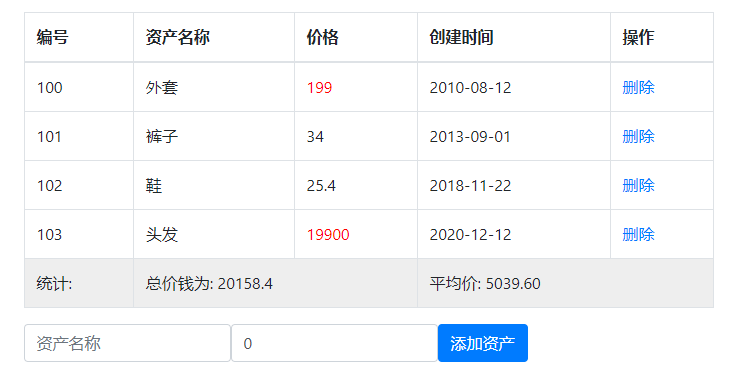 编号 资产名称 价格 创建时间 操作
100 外套 199 2010-08-12 删除
101 裤子 34 2013-09-01 删除
102 鞋 25.4 2018-11-22 删除
103 头发 19900 2020-12-12 删除
统计: 总价钱为: 20158.4 平均价: 5039.60
资产名称 0 添加资产